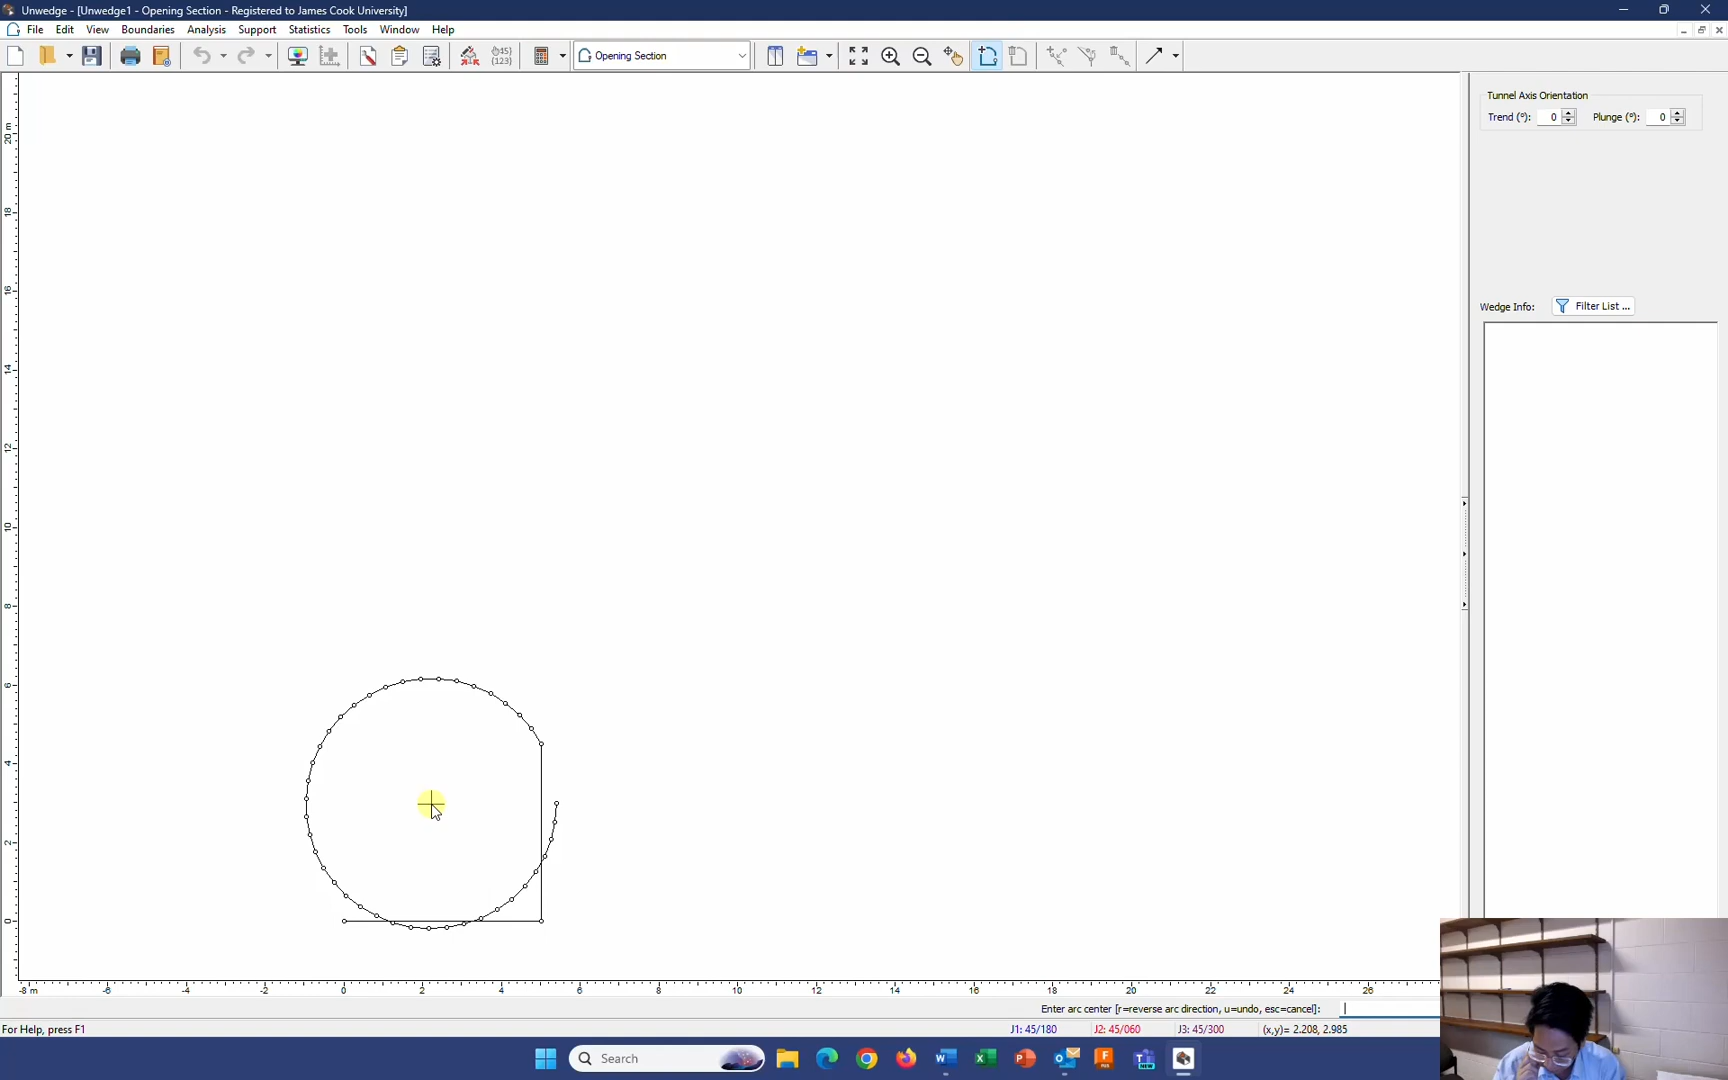 Unwedge - [Unwedge1 - Opening Section - Registered to James Cook University]
File Edit View Boundaries Analysis Support Statistics Tools Window Help
Opening Section
Tunnel Axis Orientation
Trend (°): 0 Plunge (°): 0
Wedge Info: Filter List ...
20 m
18
16
14
12
10
8
6
4
2
0
-8 m -6 -4 -2 0 2 4 6 8 10 12 14 16 18 20 22 24 26
Enter arc center [r=reverse arc direction, u=undo, esc=cancel]:
For Help, press F1 J1: 45/180 J2: 45/060 J3: 45/300 (x,y)= 2.208, 2.985
Search